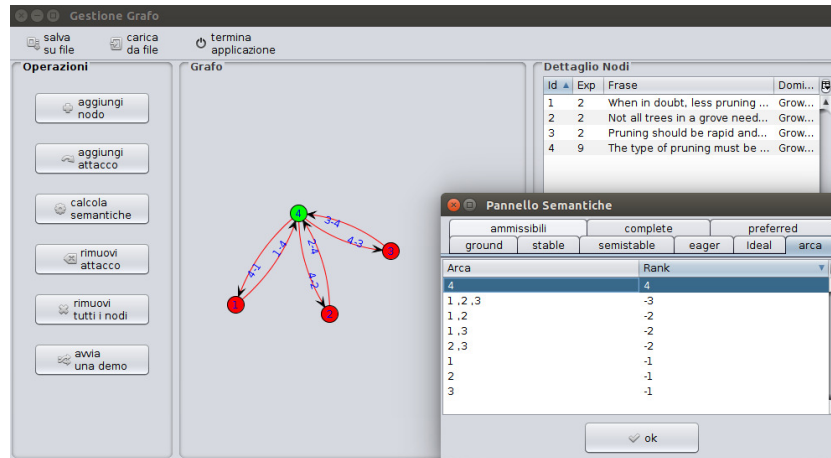 Gestione Grafo
salva
su file
carica
da file
termina
applicazione
Operazioni
aggiungi
nodo
aggiungi
attacco
calcola
semantiche
rimuovi
attacco
rimuovi
tutti i nodi
avvia
una demo
Grafo
4
3-4
4-3
3
4-1
1-4
2-4
4-2
1
2
Dettaglio Nodi
Id Exp Frase Domi...
1 2 When in doubt, less pruning ... Grow...
2 2 Not all trees in a grove need... Grow...
3 2 Pruning should be rapid and... Grow...
4 9 The type of pruning must be ... Grow...
Pannello Semantiche
ammissibili complete preferred
ground stable semistable eager Ideal arca
Arca Rank
4 4
1 ,2 ,3 -3
1 ,2 -2
1 ,3 -2
2 ,3 -2
1 -1
2 -1
3 -1
ok